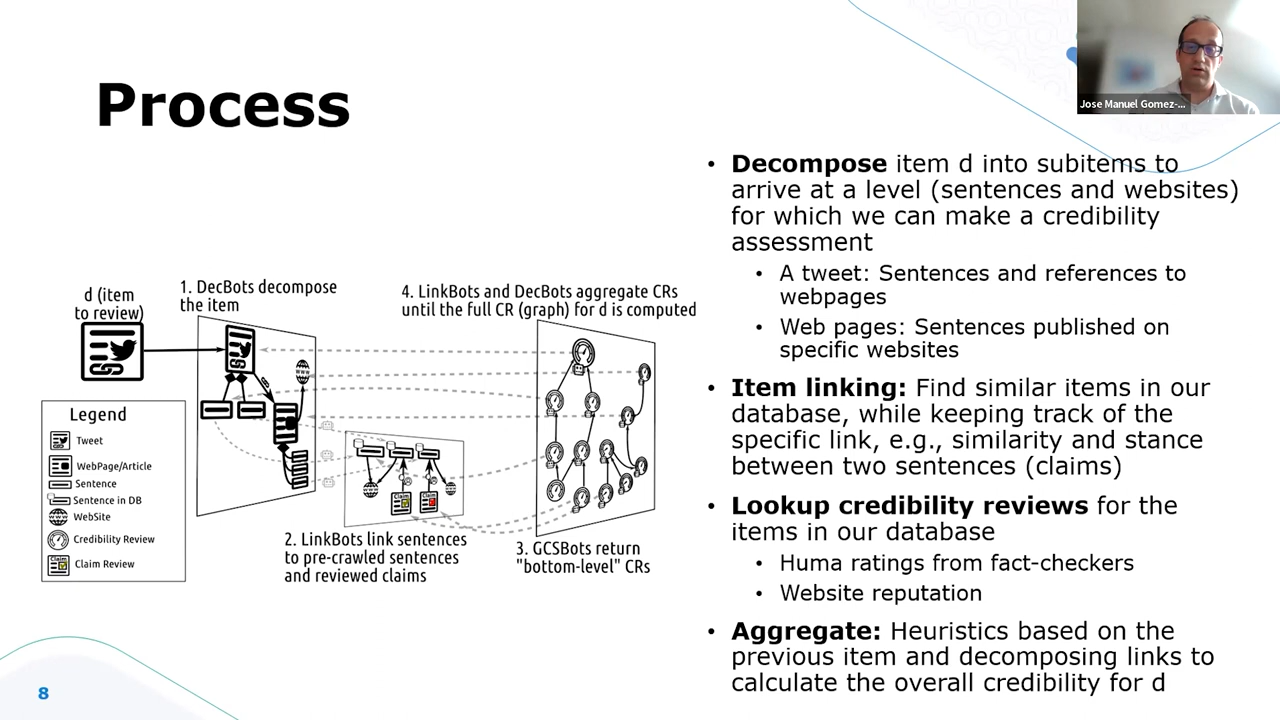 Process
Jose Manuel Gomez-...
d (item
to review)
1. DecBots decompose
the item
4. LinkBots and DecBots aggregate CRs
until the full CR (graph) for d is computed
Legend
Tweet
WebPage/Article
Sentence
Sentence in DB
WebSite
Credibility Review
Claim
Claim Review
WWW
Claim
Claim
2. LinkBots link sentences
to pre-crawled sentences
and reviewed claims
3. GCSBots return
"bottom-level" CRs
• Decompose item d into subitems to
arrive at a level (sentences and websites)
for which we can make a credibility
assessment
• A tweet: Sentences and references to
webpages
• Web pages: Sentences published on
specific websites
• Item linking: Find similar items in our
database, while keeping track of the
specific link, e.g., similarity and stance
between two sentences (claims)
• Lookup credibility reviews for the
items in our database
• Huma ratings from fact-checkers
• Website reputation
• Aggregate: Heuristics based on the
previous item and decomposing links to
calculate the overall credibility for d
8